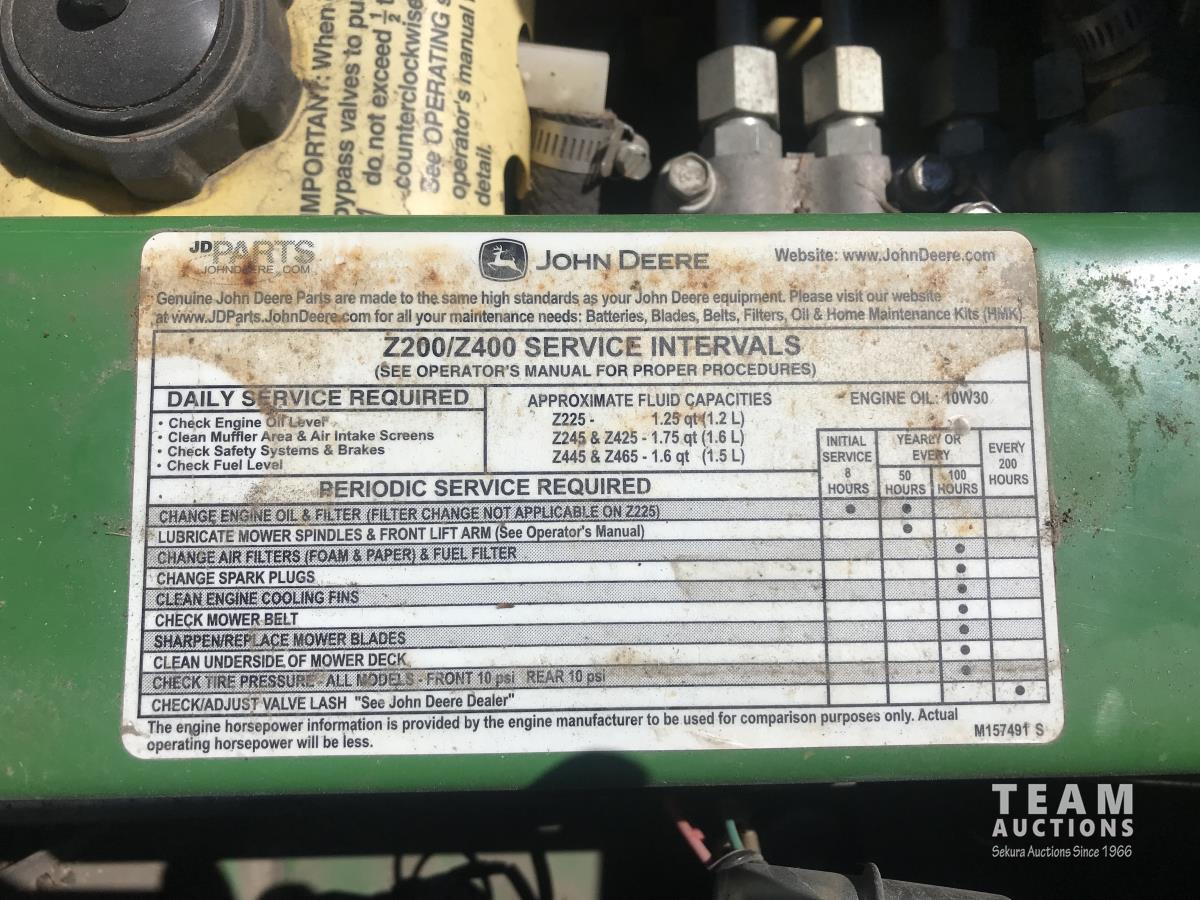 IMPORTANT: When
bypass valves to pu
do not exceed 1/2 t
counterclockwise
See OPERATING s
operator's manual
detail.
JD PARTS
JOHNDEERE.COM
JOHN DEERE
Website: www.JohnDeere.com
Genuine John Deere Parts are made to the same high standards as your John Deere equipment. Please visit our website
at www.JDParts.JohnDeere.com for all your maintenance needs: Batteries, Blades, Belts, Filters, Oil & Home Maintenance Kits (HMK)
Z200/Z400 SERVICE INTERVALS
(SEE OPERATOR'S MANUAL FOR PROPER PROCEDURES)
DAILY SERVICE REQUIRED
• Check Engine Oil Level
• Clean Muffler Area & Air Intake Screens
• Check Safety Systems & Brakes
• Check Fuel Level
APPROXIMATE FLUID CAPACITIES
Z225 - 1.25 qt (1.2 L)
Z245 & Z425 - 1.75 qt (1.6 L)
Z445 & Z465 - 1.6 qt (1.5 L)
ENGINE OIL: 10W30
INITIAL
SERVICE
8
HOURS
YEARLY OR
EVERY
50
HOURS
100
HOURS
EVERY
200
HOURS
PERIODIC SERVICE REQUIRED
CHANGE ENGINE OIL & FILTER (FILTER CHANGE NOT APPLICABLE ON Z225) • •
LUBRICATE MOWER SPINDLES & FRONT LIFT ARM (See Operator's Manual) •
CHANGE AIR FILTERS (FOAM & PAPER) & FUEL FILTER •
CHANGE SPARK PLUGS •
CLEAN ENGINE COOLING FINS •
CHECK MOWER BELT •
SHARPEN/REPLACE MOWER BLADES •
CLEAN UNDERSIDE OF MOWER DECK •
CHECK TIRE PRESSURE - ALL MODELS - FRONT 10 psi REAR 10 psi •
CHECK/ADJUST VALVE LASH "See John Deere Dealer" •
The engine horsepower information is provided by the engine manufacturer to be used for comparison purposes only. Actual
operating horsepower will be less.
M157491 S
TEAM
AUCTIONS
Sekura Auctions Since 1966